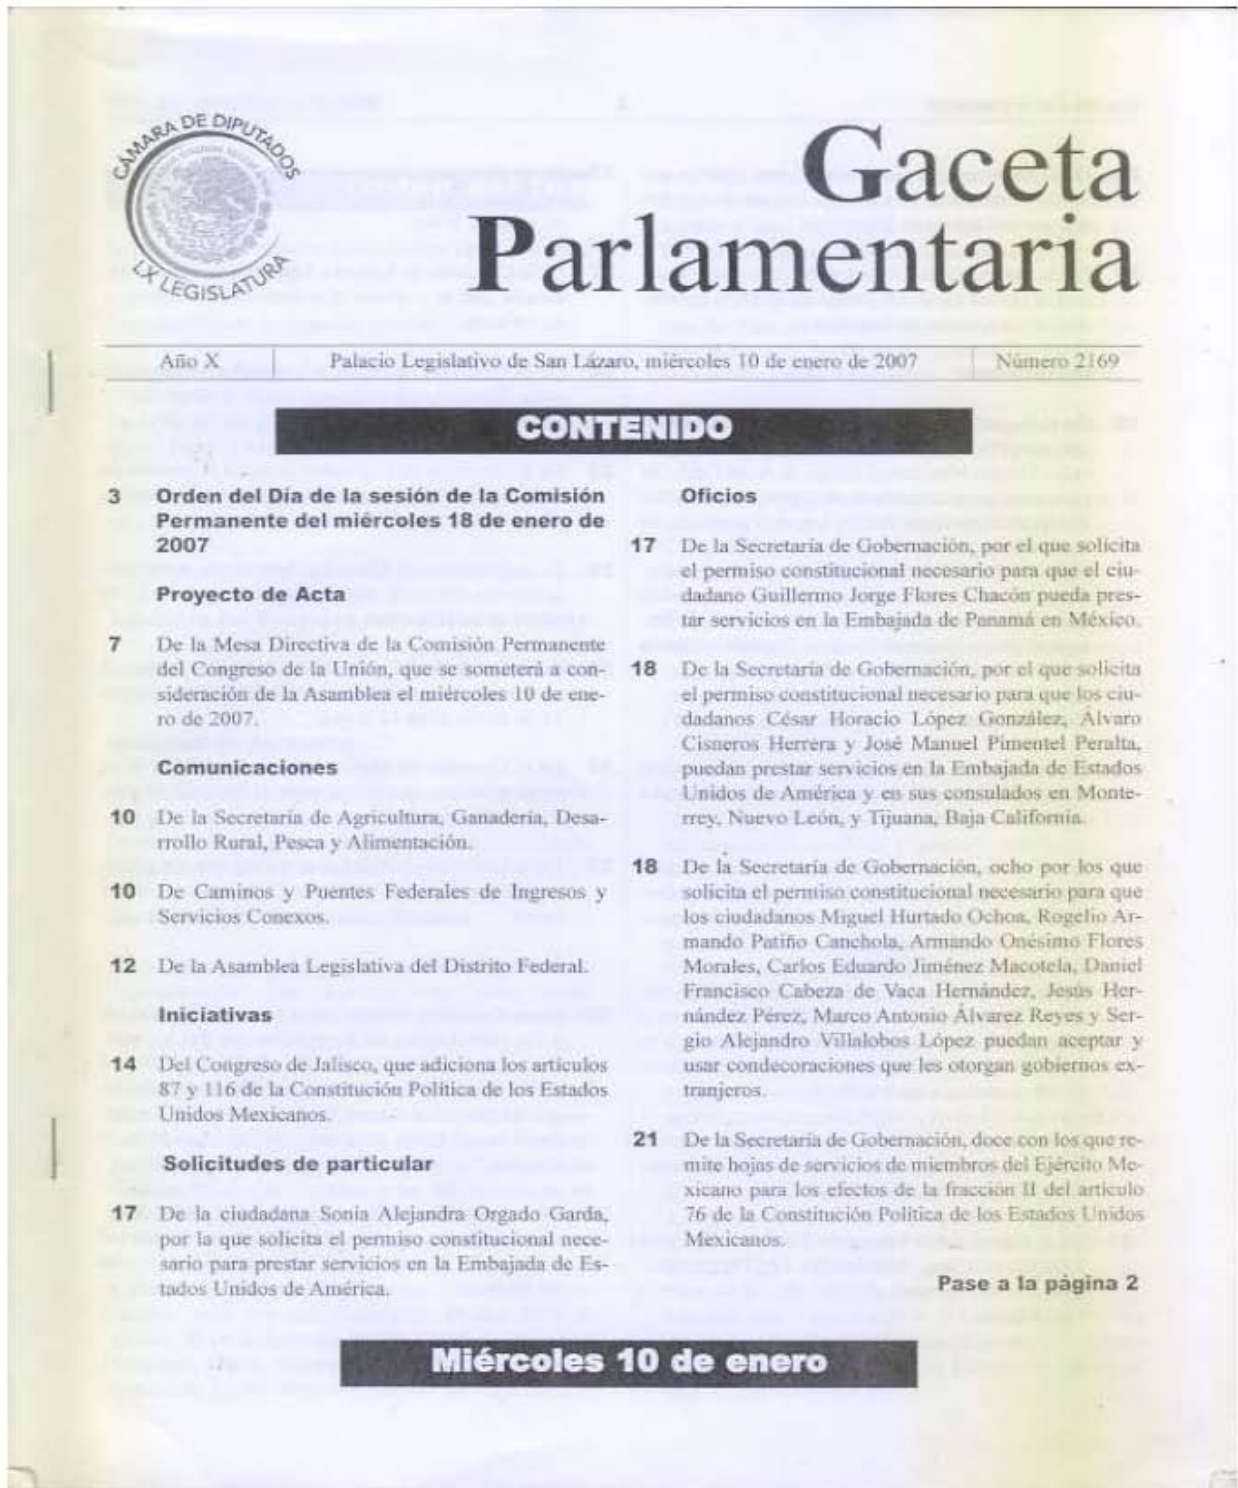 CÁMARA DE DIPUTADOS
LX LEGISLATURA
Gaceta
Parlamentaria
Año X
Palacio Legislativo de San Lázaro, miércoles 10 de enero de 2007
Número 2169
CONTENIDO
3 Orden del Día de la sesión de la Comisión
Permanente del miércoles 18 de enero de
2007
Proyecto de Acta
7 De la Mesa Directiva de la Comisión Permanente
del Congreso de la Unión, que se someterá a con-
sideración de la Asamblea el miércoles 10 de ene-
ro de 2007.
Comunicaciones
10 De la Secretaría de Agricultura, Ganadería, Desa-
rrollo Rural, Pesca y Alimentación.
10 De Caminos y Puentes Federales de Ingresos y
Servicios Conexos.
12 De la Asamblea Legislativa del Distrito Federal.
Iniciativas
14 Del Congreso de Jalisco, que adiciona los artículos
87 y 116 de la Constitución Política de los Estados
Unidos Mexicanos.
Solicitudes de particular
17 De la ciudadana Sonia Alejandra Orgado Garda,
por la que solicita el permiso constitucional nece-
sario para prestar servicios en la Embajada de Es-
tados Unidos de América.
Oficios
17 De la Secretaría de Gobernación, por el que solicita
el permiso constitucional necesario para que el ciu-
dadano Guillermo Jorge Flores Chacón pueda pres-
tar servicios en la Embajada de Panamá en México.
18 De la Secretaría de Gobernación, por el que solicita
el permiso constitucional necesario para que los ciu-
dadanos César Horacio López González, Álvaro
Cisneros Herrera y José Manuel Pimentel Peralta,
puedan prestar servicios en la Embajada de Estados
Unidos de América y en sus consulados en Monte-
rrey, Nuevo León, y Tijuana, Baja California.
18 De la Secretaría de Gobernación, ocho por los que
solicita el permiso constitucional necesario para que
los ciudadanos Miguel Hurtado Ochoa, Rogelio Ar-
mando Patiño Canchola, Armando Onésimo Flores
Morales, Carlos Eduardo Jiménez Macotela, Daniel
Francisco Cabeza de Vaca Hernández, Jesús Her-
nández Pérez, Marco Antonio Álvarez Reyes y Ser-
gio Alejandro Villalobos López puedan aceptar y
usar condecoraciones que les otorgan gobiernos ex-
tranjeros.
21 De la Secretaría de Gobernación, doce con los que re-
mite hojas de servicios de miembros del Ejército Me-
xicano para los efectos de la fracción II del artículo
76 de la Constitución Política de los Estados Unidos
Mexicanos.
Pase a la página 2
Miércoles 10 de enero